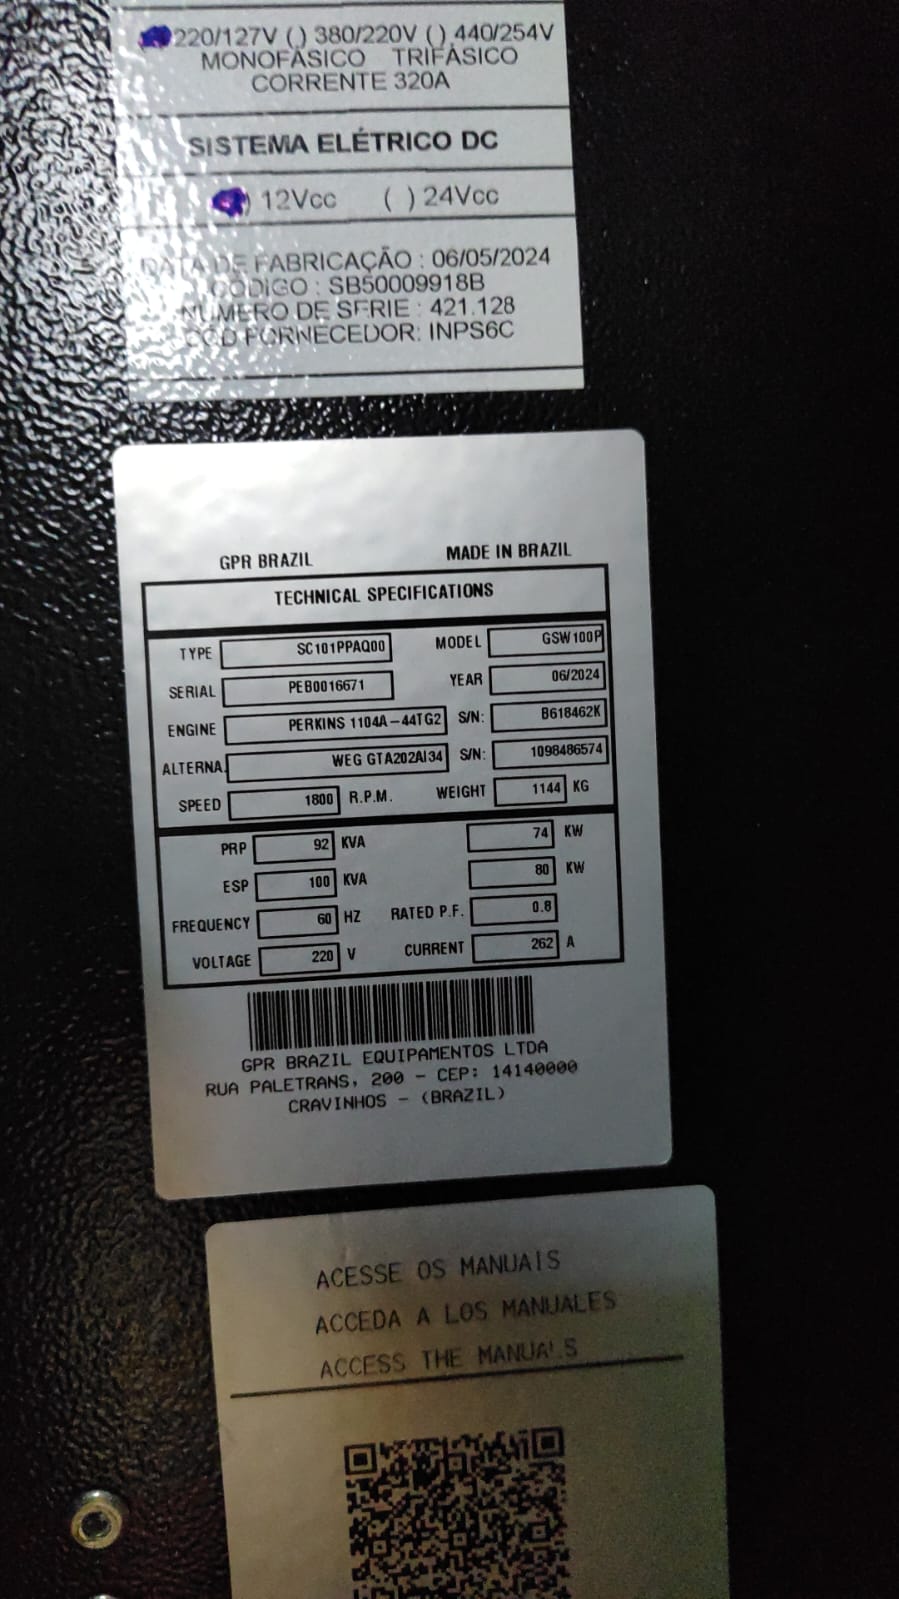 220/127V ( ) 380/220V ( ) 440/254V
MONOFÁSICO TRIFÁSICO
CORRENTE 320A
SISTEMA ELÉTRICO DC
) 12Vcc ( ) 24Vcc
DATA DE FABRICAÇÃO : 06/05/2024
CÓDIGO : SB50009918B
NÚMERO DE SÉRIE : 421.128
COD FORNECEDOR: INPS6C
GPR BRAZIL MADE IN BRAZIL
TECHNICAL SPECIFICATIONS
TYPE SC101PPAQ00 MODEL GSW100P
SERIAL PEB0016671 YEAR 06/2024
ENGINE PERKINS 1104A-44TG2 S/N: B618462K
ALTERNA. WEG GTA202AI34 S/N: 1098486574
SPEED 1800 R.P.M. WEIGHT 1144 KG
PRP 92 KVA 74 KW
ESP 100 KVA 80 KW
FREQUENCY 60 HZ RATED P.F. 0.8
VOLTAGE 220 V CURRENT 262 A
GPR BRAZIL EQUIPAMENTOS LTDA
RUA PALETRANS, 200 - CEP: 14140000
CRAVINHOS - (BRAZIL)
ACESSE OS MANUAIS
ACCEDA A LOS MANUALES
ACCESS THE MANUALS